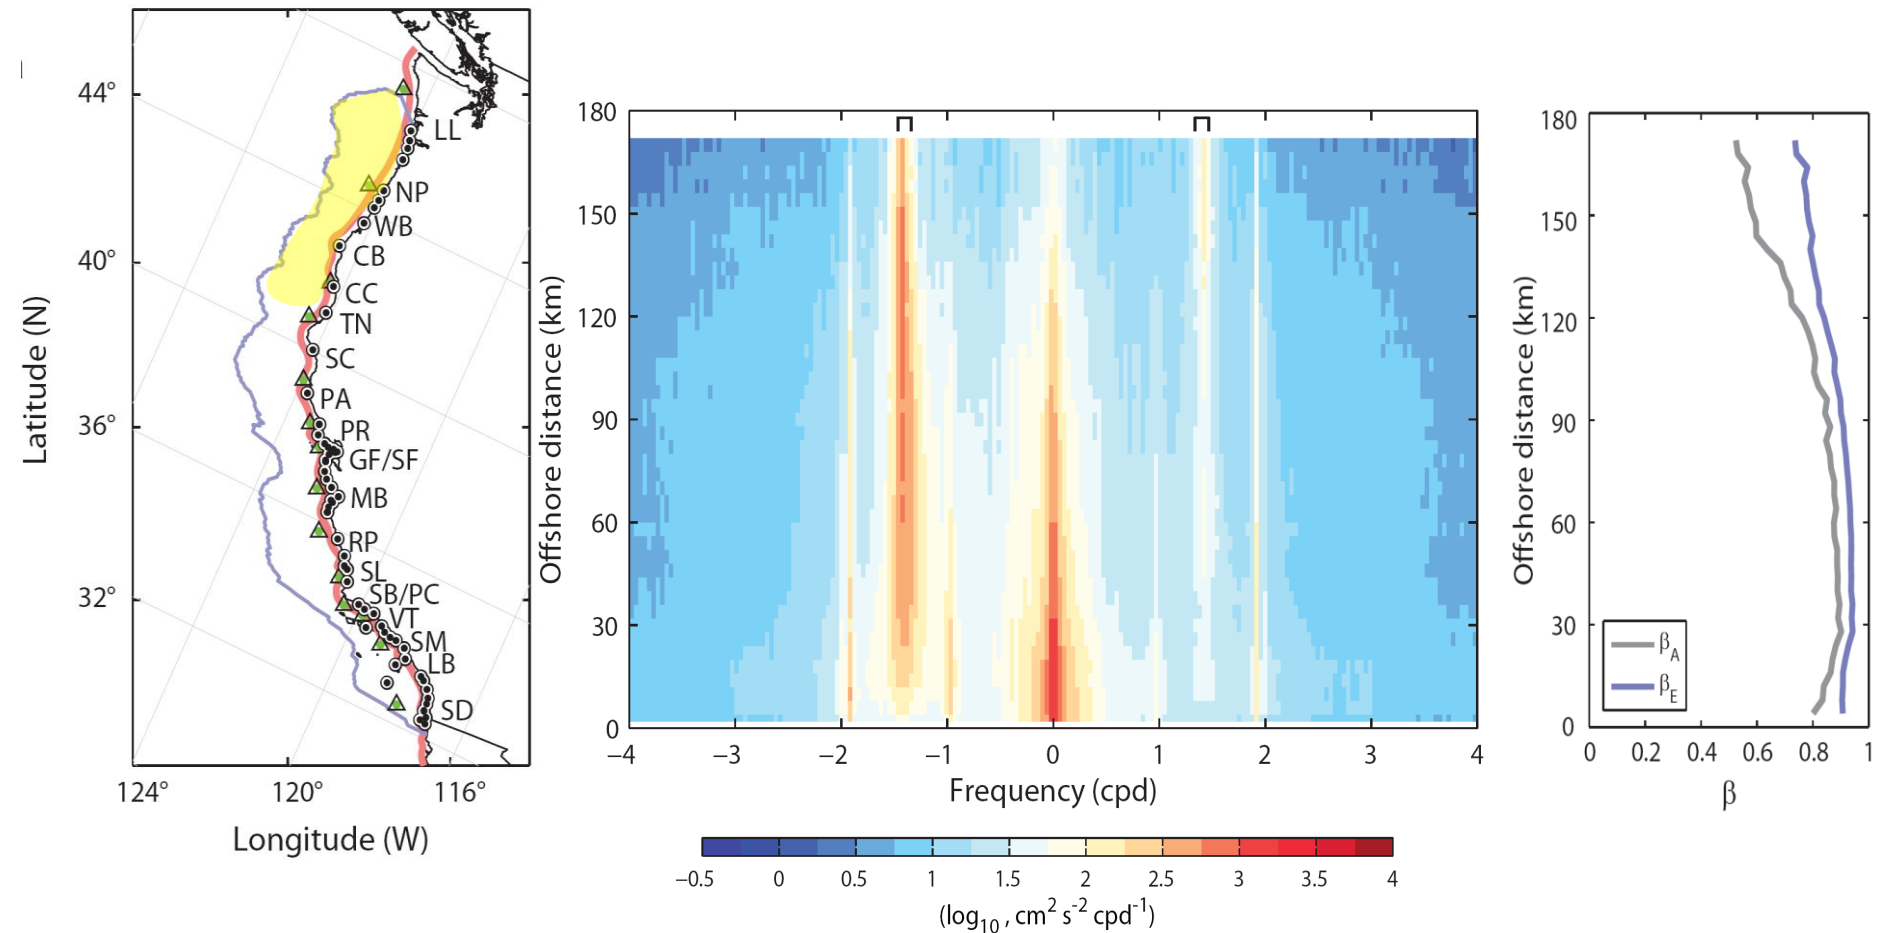 44°
40°
36°
32°
Latitude (N)
124°
120°
116°
Longitude (W)
LL
NP
WB
CB
CC
TN
SC
PA
PR
GF/SF
MB
RP
SL
SB/PC
VT
SM
LB
SD
180
150
120
90
60
30
0
Offshore distance (km)
−4
−3
−2
−1
0
1
2
3
4
Frequency (cpd)
−0.5
0
0.5
1
1.5
2
2.5
3
3.5
4
(log10 , cm2 s-2 cpd-1)
180
150
120
90
60
30
0
Offshore distance (km)
βA
βE
0
0.2
0.4
0.6
0.8
1
β